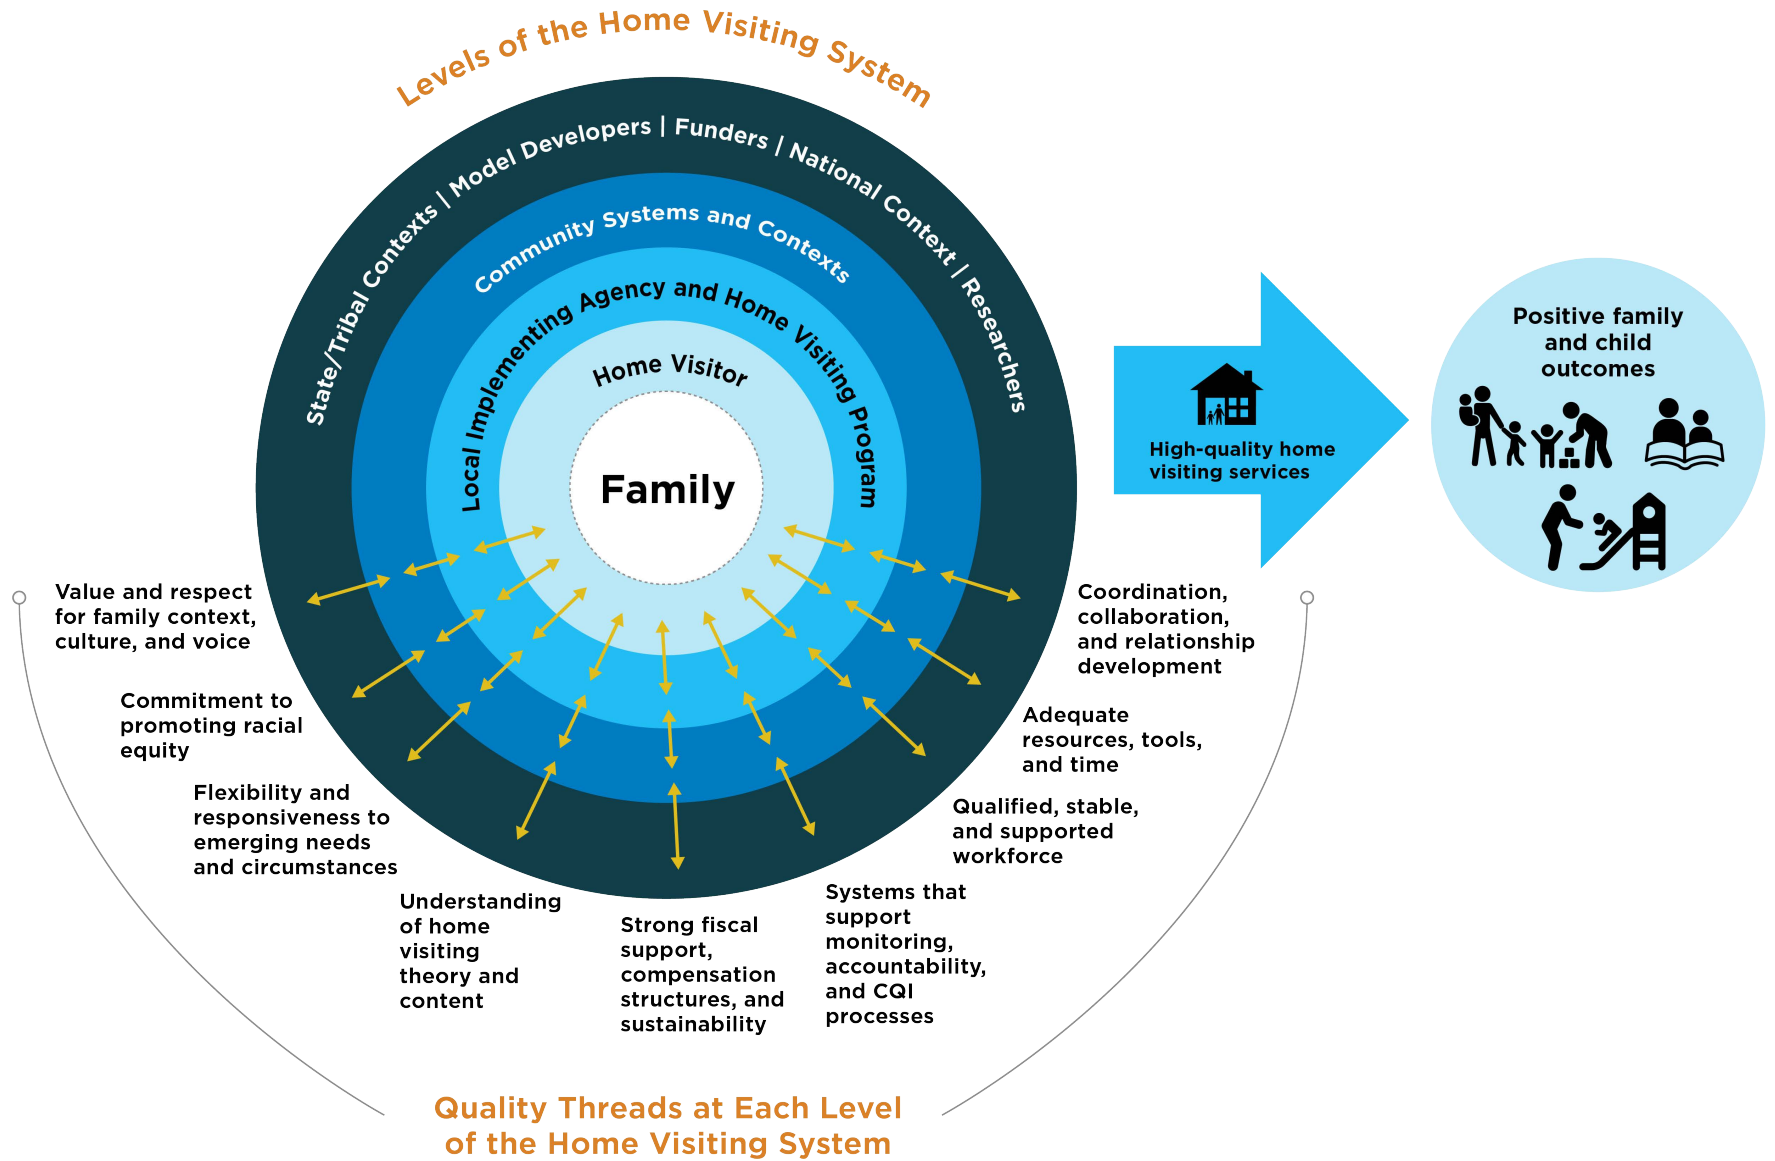 Levels of the Home Visiting System
State/Tribal Contexts | Model Developers | Funders | National Context | Researchers
Community Systems and Contexts
Local Implementing Agency and Home Visiting Program
Home Visitor
Family
Value and respect
for family context,
culture, and voice
Commitment to
promoting racial
equity
Flexibility and
responsiveness to
emerging needs
and circumstances
Understanding
of home
visiting
theory and
content
Strong fiscal
support,
compensation
structures, and
sustainability
Systems that
support
monitoring,
accountability,
and CQI
processes
Qualified, stable,
and supported
workforce
Adequate
resources, tools,
and time
Coordination,
collaboration,
and relationship
development
Quality Threads at Each Level
of the Home Visiting System
High-quality home
visiting services
Positive family
and child
outcomes